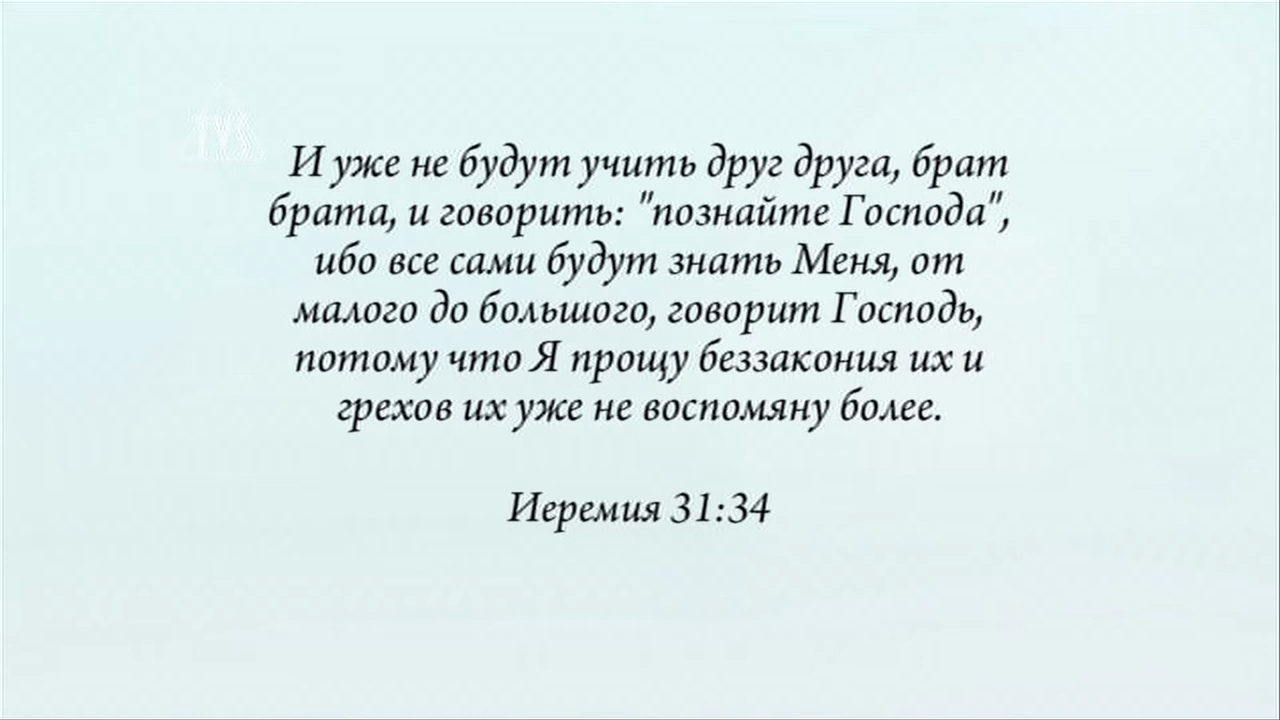 TVS
И уже не будут учить друг друга, брат
брата, и говорить: "познайте Господа",
ибо все сами будут знать Меня, от
малого до большого, говорит Господь,
потому что Я прощу беззакония их и
грехов их уже не воспомяну более.
Иеремия 31:34